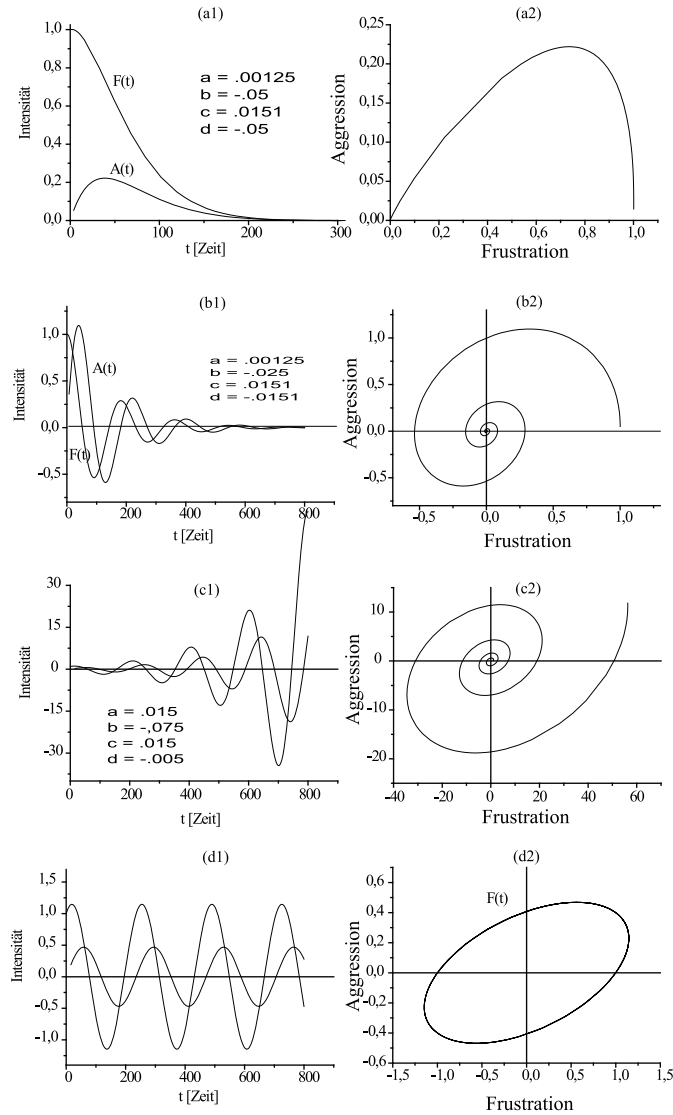 (a1)
1,0
0,8
0,6
0,4
0,2
0,0
Intensität
F(t)
A(t)
a = .00125
b = -.05
c = .0151
d = -.05
0
100
200
300
t [Zeit]
(a2)
0,25
0,20
0,15
0,10
0,05
0,00
Aggression
0,0
0,2
0,4
0,6
0,8
1,0
Frustration
(b1)
1,0
0,5
0,0
-0,5
Intensität
A(t)
F(t)
a = .00125
b = -.025
c = .0151
d = -.0151
0
200
400
600
800
t [Zeit]
(b2)
1,0
0,5
0,0
-0,5
Aggression
-0,5
0,0
0,5
1,0
Frustration
(c1)
30
15
0
-15
-30
Intensität
a = .015
b = -,075
c = .015
d = -.005
0
200
400
600
800
t [Zeit]
(c2)
10
0
-10
-20
Aggression
-40
-20
0
20
40
60
Frustration
(d1)
1,5
1,0
0,5
0,0
-0,5
-1,0
Intensität
0
200
400
600
800
t [Zeit]
(d2)
F(t)
0,6
0,4
0,2
0,0
-0,2
-0,4
-0,6
Aggression
-1,5
-1,0
-0,5
0,0
0,5
1,0
1,5
Frustration